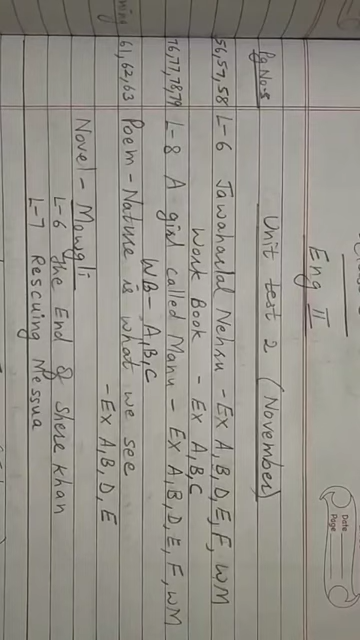 Eng II
Unit test 2 (November)
Pg No-s
56,57,58 L-6 Jawaharlal Nehru - Ex A,B,D,E,F, WM
Work Book - Ex A,B,C
76,77,78,79 L-8 A girl called Manu - Ex A,B,D,E,F, WM
WB - A,B,C
61,62,63 Poem - Nature is what we see
- Ex A,B,D,E
Novel - Mowgli
L-6 The End of Shere Khan
L-7 Rescuing Messua
Date
Page